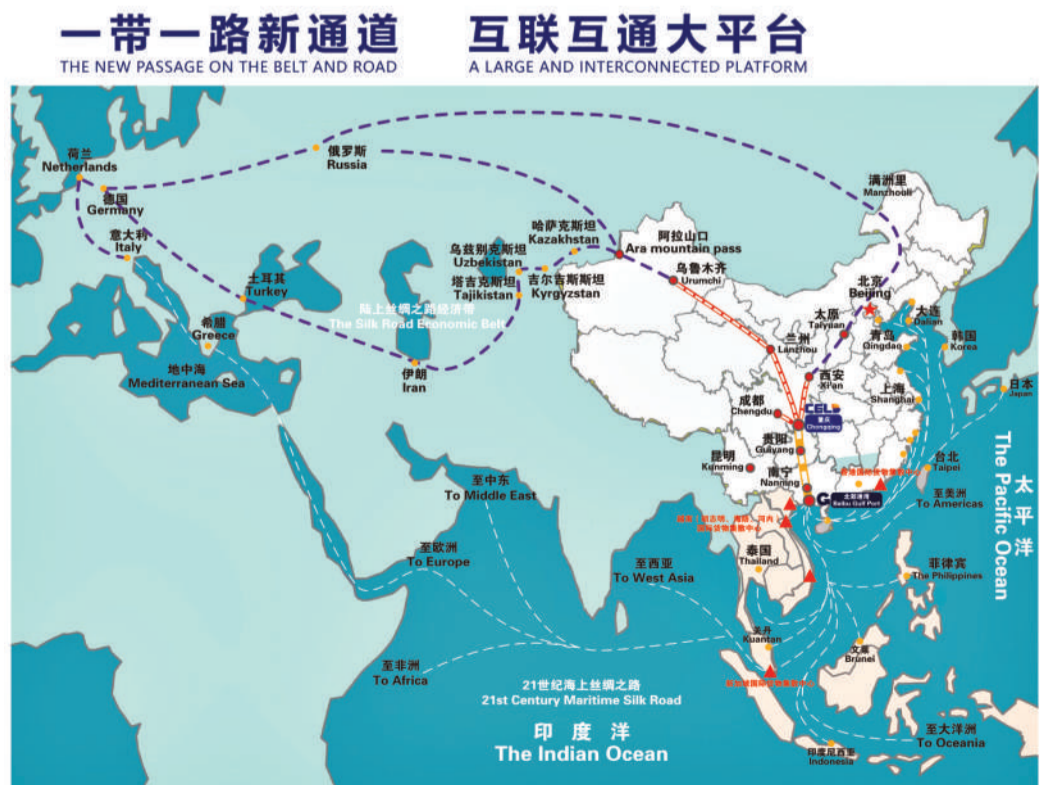 一带一路新通道 互联互通大平台
THE NEW PASSAGE ON THE BELT AND ROAD A LARGE AND INTERCONNECTED PLATFORM
荷兰
Netherlands
德国
Germany
意大利
Italy
俄罗斯
Russia
满洲里
Manzhouli
哈萨克斯坦
Kazakhstan
阿拉山口
Ara mountain pass
乌兹别克斯坦
Uzbekistan
塔吉克斯坦
Tajikistan
吉尔吉斯斯坦
Kyrgyzstan
乌鲁木齐
Urumchi
土耳其
Turkey
希腊
Greece
地中海
Mediterranean Sea
陆上丝绸之路经济带
The Silk Road Economic Belt
伊朗
Iran
北京
Beijing
太原
Taiyuan
大连
Dalian
青岛
Qingdao
韩国
Korea
兰州
Lanzhou
西安
Xi'an
日本
Japan
上海
Shanghai
成都
Chengdu
重庆
Chongqing
贵阳
Guiyang
昆明
Kunming
南宁
Nanning
北部湾港
Beibu Gulf Port
台北
Taipei
至美洲
To Americas
太平洋
The Pacific Ocean
至中东
To Middle East
至欧洲
To Europe
至西亚
To West Asia
泰国
Thailand
菲律宾
The Philippines
关丹
Kuantan
文莱
Brunei
至非洲
To Africa
21世纪海上丝绸之路
21st Century Maritime Silk Road
印度洋
The Indian Ocean
至大洋洲
To Oceania
印度尼西亚
Indonesia